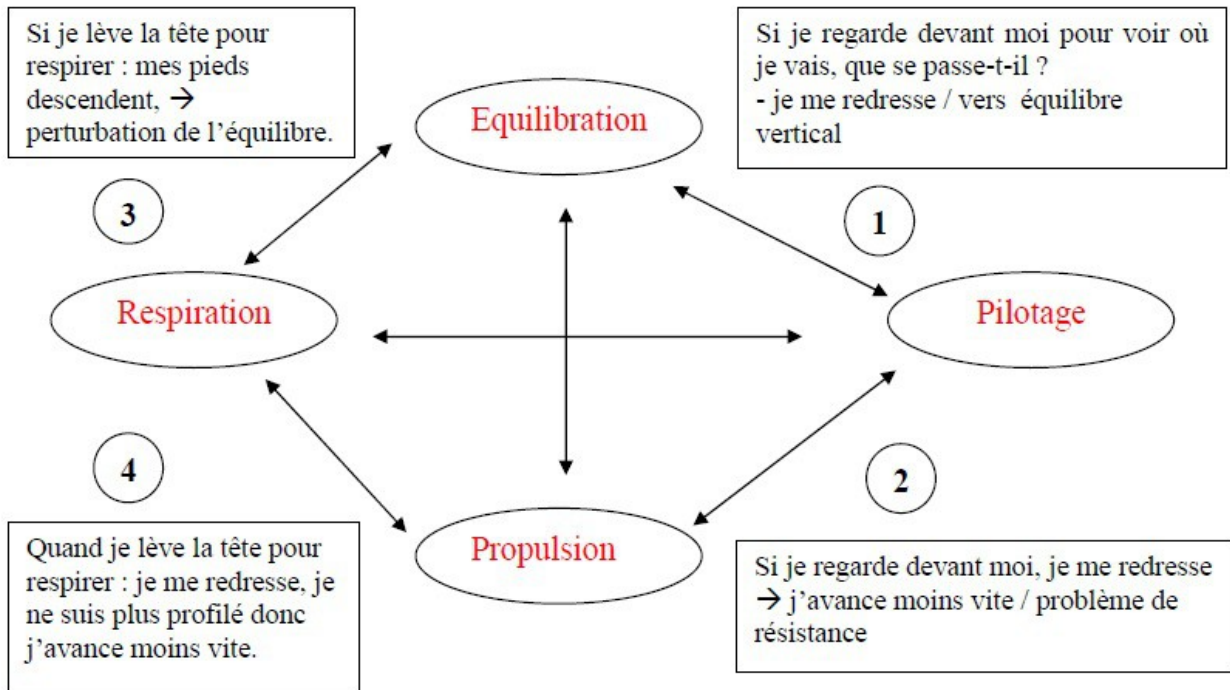 Si je lève la tête pour
respirer : mes pieds
descendent, →
perturbation de l’équilibre.
Equilibration
Si je regarde devant moi pour voir où
je vais, que se passe-t-il ?
- je me redresse / vers équilibre
vertical
3
1
Respiration
Pilotage
4
2
Quand je lève la tête pour
respirer : je me redresse, je
ne suis plus profilé donc
j’avance moins vite.
Propulsion
Si je regarde devant moi, je me redresse
→ j’avance moins vite / problème de
résistance